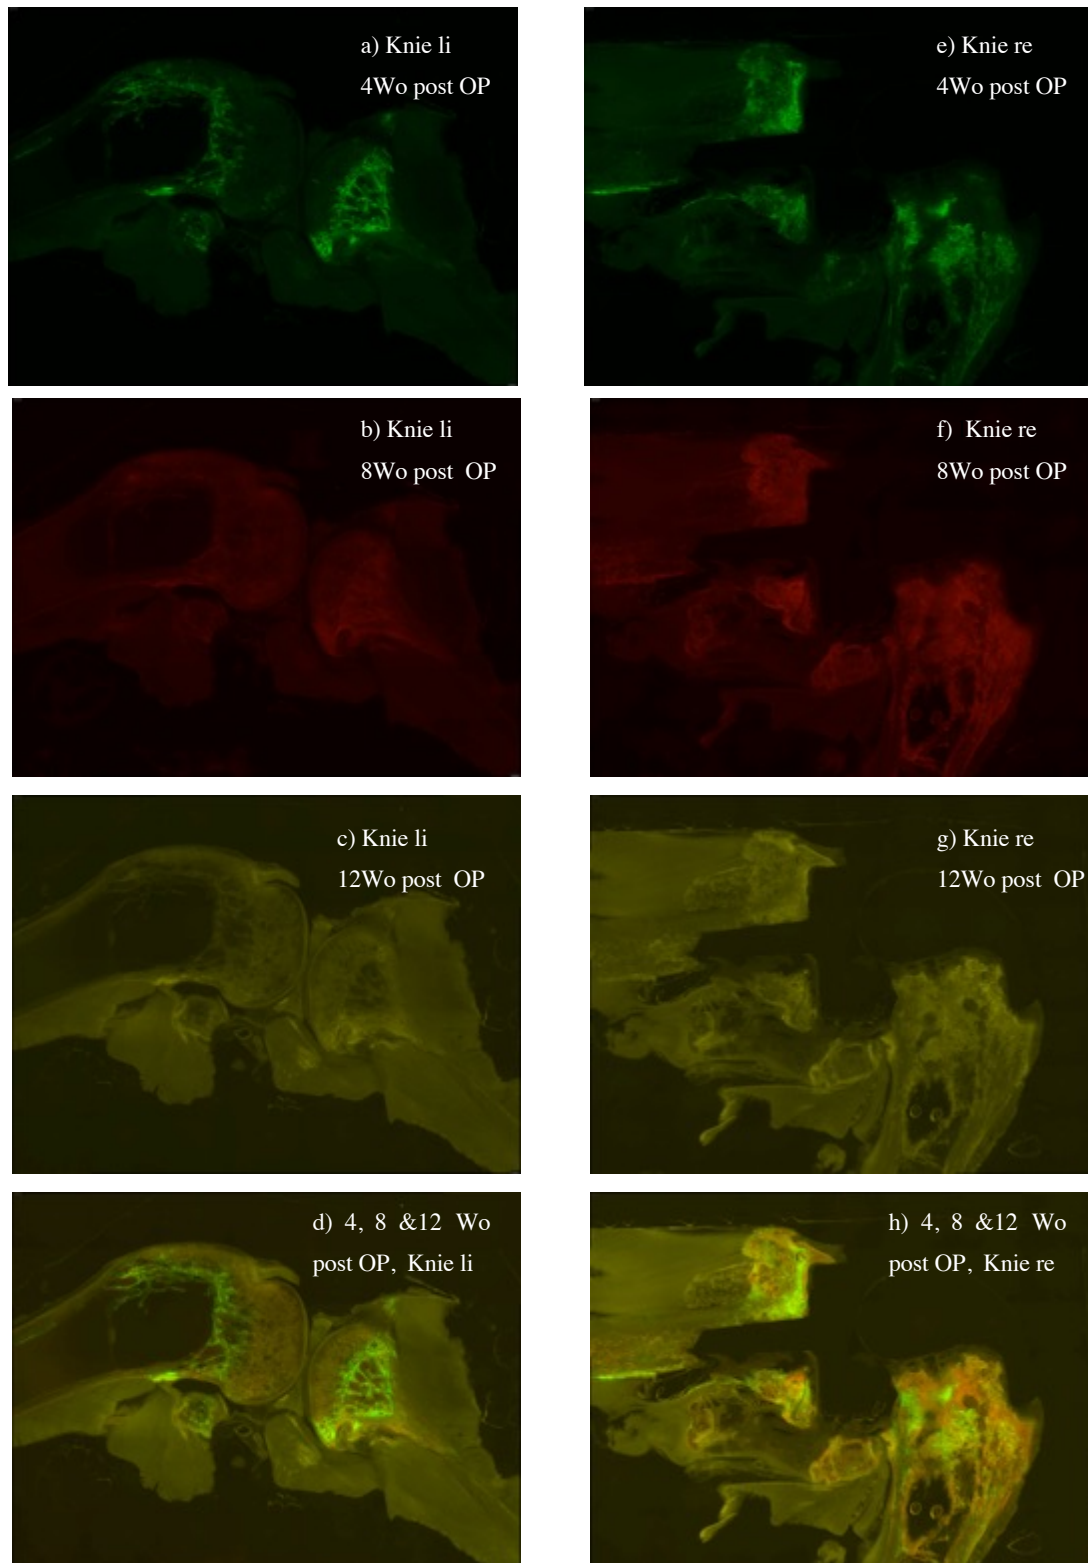 a) Knie li
4Wo post OP
e) Knie re
4Wo post OP
b) Knie li
8Wo post OP
f) Knie re
8Wo post OP
c) Knie li
12Wo post OP
g) Knie re
12Wo post OP
d) 4, 8 &12 Wo
post OP, Knie li
h) 4, 8 &12 Wo
post OP, Knie re